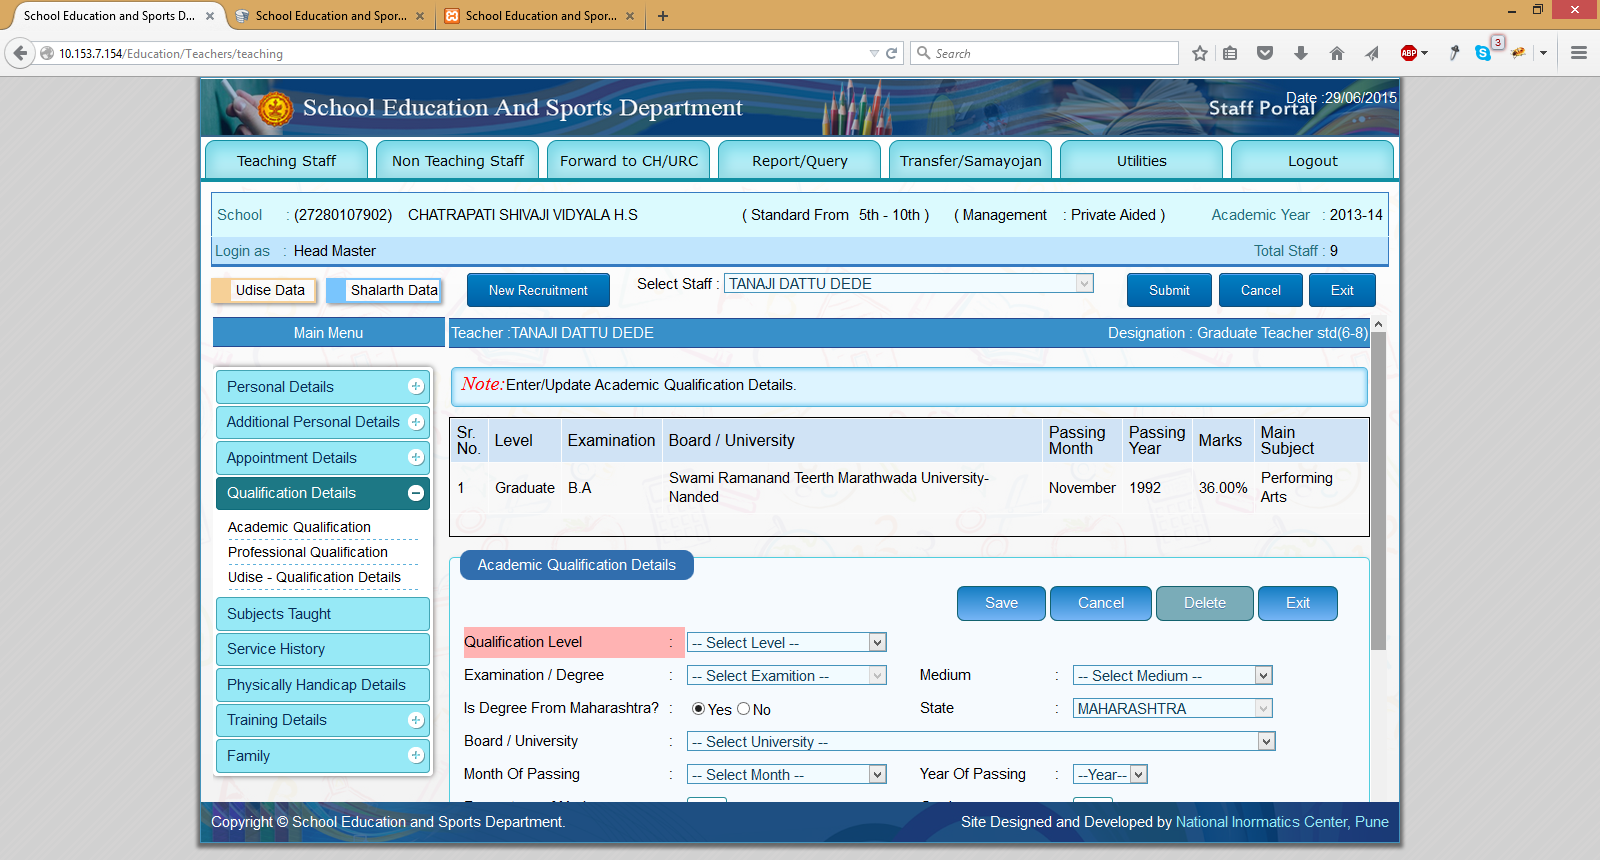 School Education and Sports D... × School Education and Spor... × School Education and Spor... × +
10.153.7.154/Education/Teachers/teaching Search ABP 3
School Education And Sports Department
Date :29/06/2015
Staff Portal
Teaching Staff Non Teaching Staff Forward to CH/URC Report/Query Transfer/Samayojan Utilities Logout
School : (27280107902) CHATRAPATI SHIVAJI VIDYALA H.S ( Standard From 5th - 10th ) ( Management : Private Aided ) Academic Year : 2013-14
Login as : Head Master Total Staff : 9
Udise Data Shalarth Data New Recruitment Select Staff : TANAJI DATTU DEDE Submit Cancel Exit
Main Menu
Teacher :TANAJI DATTU DEDE Designation : Graduate Teacher std(6-8)
Personal Details
Additional Personal Details
Appointment Details
Qualification Details
Academic Qualification
Professional Qualification
Udise - Qualification Details
Subjects Taught
Service History
Physically Handicap Details
Training Details
Family
Note:Enter/Update Academic Qualification Details.
Sr. No. Level Examination Board / University Passing Month Passing Year Marks Main Subject
1 Graduate B.A Swami Ramanand Teerth Marathwada University-Nanded November 1992 36.00% Performing Arts
Academic Qualification Details
Save Cancel Delete Exit
Qualification Level : -- Select Level --
Examination / Degree : -- Select Examition -- Medium : -- Select Medium --
Is Degree From Maharashtra? : Yes No State : MAHARASHTRA
Board / University : -- Select University --
Month Of Passing : -- Select Month -- Year Of Passing : --Year--
Copyright © School Education and Sports Department. Site Designed and Developed by National Inormatics Center, Pune